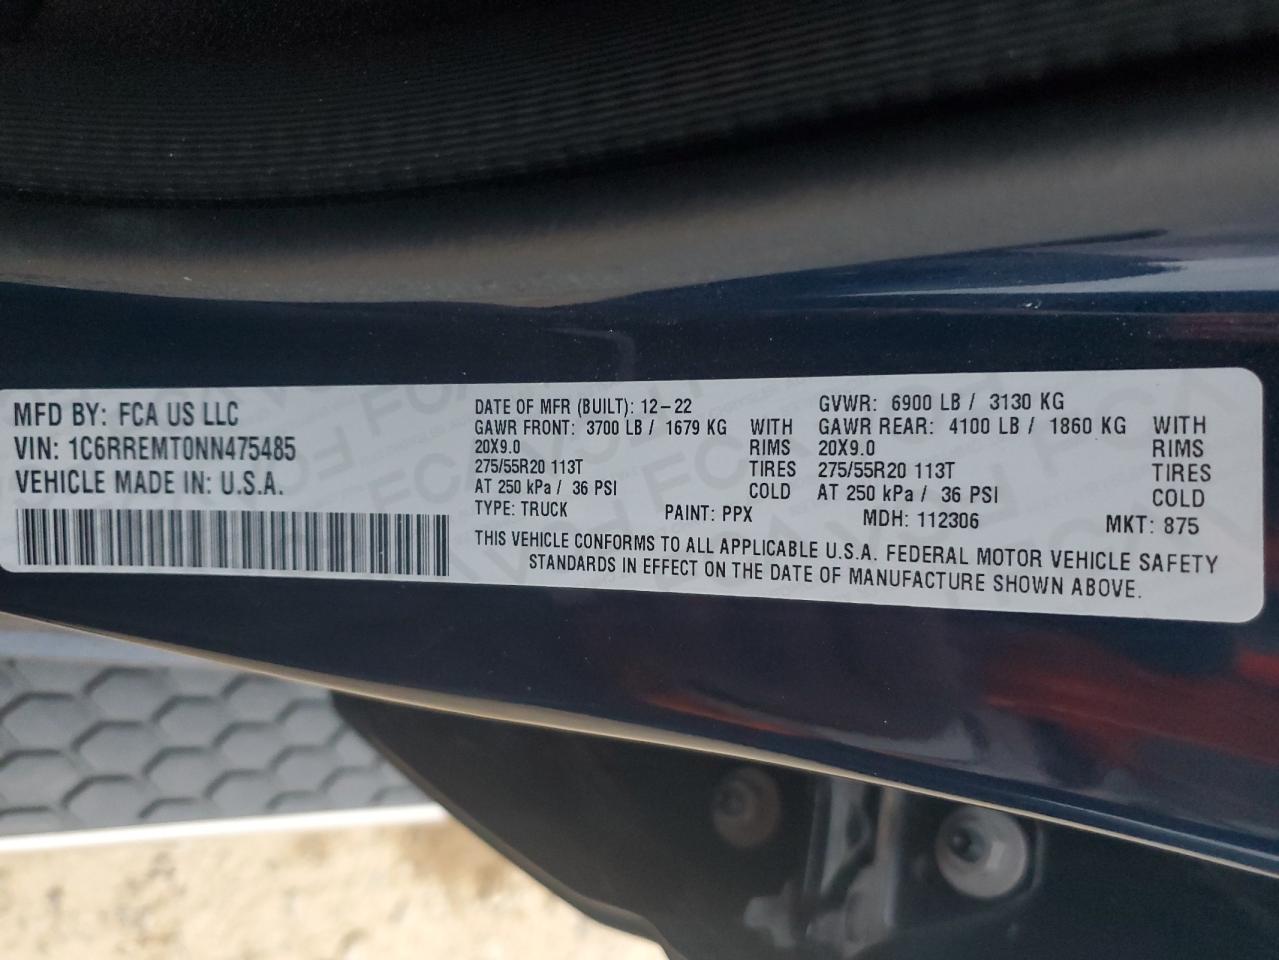 MFD BY: FCA US LLC
VIN: 1C6RREMT0NN475485
VEHICLE MADE IN: U.S.A.
DATE OF MFR (BUILT): 12-22 GVWR: 6900 LB / 3130 KG
GAWR FRONT: 3700 LB / 1679 KG WITH GAWR REAR: 4100 LB / 1860 KG WITH
20X9.0 RIMS 20X9.0 RIMS
275/55R20 113T TIRES 275/55R20 113T TIRES
AT 250 kPa / 36 PSI COLD AT 250 kPa / 36 PSI COLD
TYPE: TRUCK PAINT: PPX MDH: 112306 MKT: 875
THIS VEHICLE CONFORMS TO ALL APPLICABLE U.S.A. FEDERAL MOTOR VEHICLE SAFETY
STANDARDS IN EFFECT ON THE DATE OF MANUFACTURE SHOWN ABOVE.